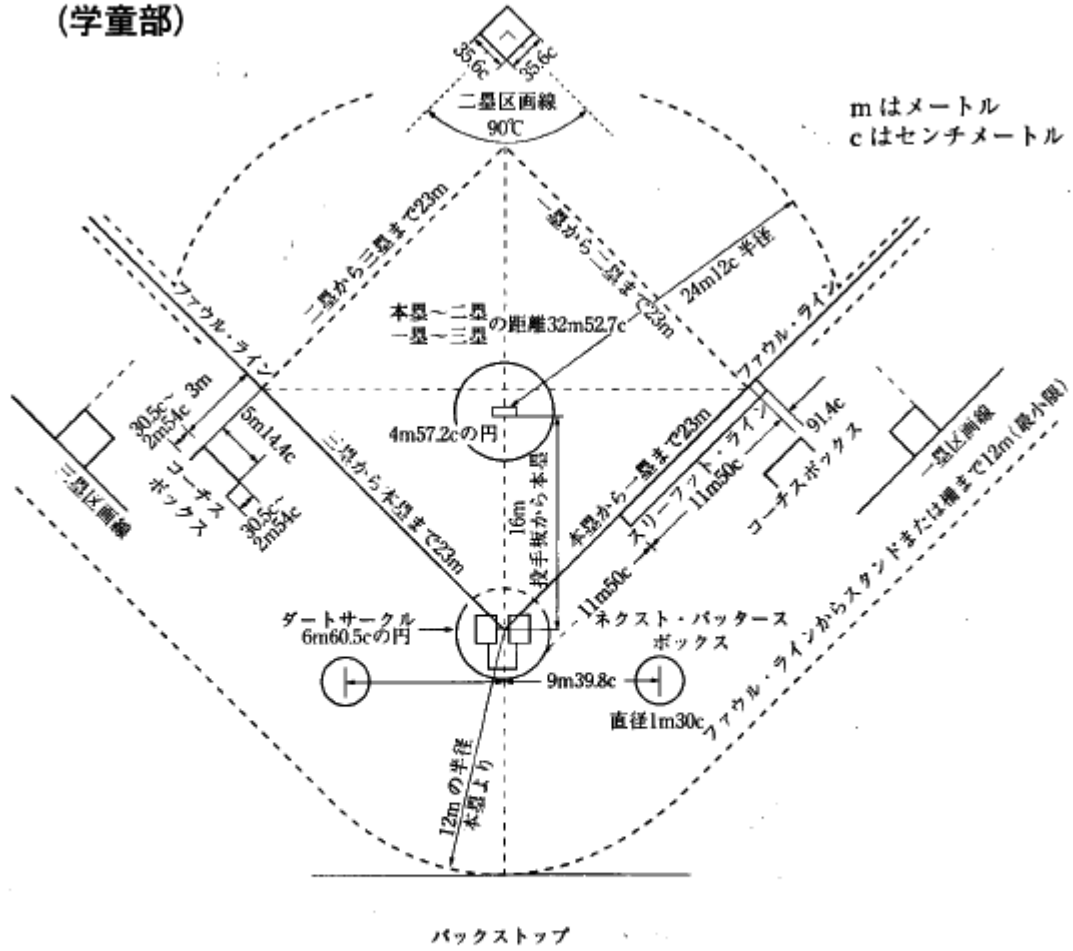 (学童部)
35.6c
35.6c
二塁区画線
90℃
mはメートル
cはセンチメートル
二塁から三塁まで23m
一塁から二塁まで23m
24m12c 半径
ファウル・ライン
ファウル・ライン
本塁～二塁
一塁～三塁
の距離32m52.7c
30.5c～
2m54c
3m
5m14.4c
4m57.2cの円
91.4c
コーチス
ボックス
30.5c～
2m54c
三塁区画線
三塁から本塁まで23m
16m
投手板から本塁
本塁から一塁まで23m
スリーフット・ライン
11m50c
11m50c
コーチスボックス
一塁区画線
ファウル・ラインからスタンドまたは柵まで12m(最小限)
ダートサークル
6m60.5cの円
ネクスト・バッタース
ボックス
9m39.8c
直径1m30c
12mの半径
本塁より
バックストップ